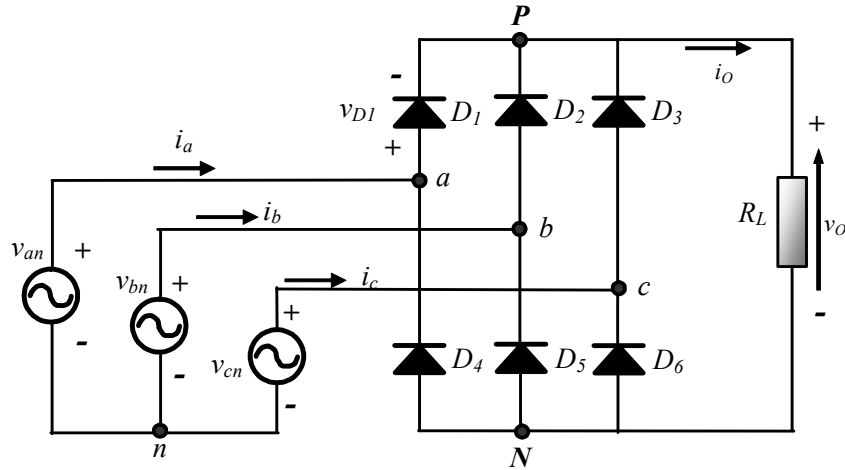 P
i_O
-
v_D1
D_1
D_2
D_3
+
+
i_a
a
i_b
b
R_L
v_O
v_an
+
v_bn
+
i_c
c
-
+
-
-
v_cn
-
D_4
D_5
D_6
n
N